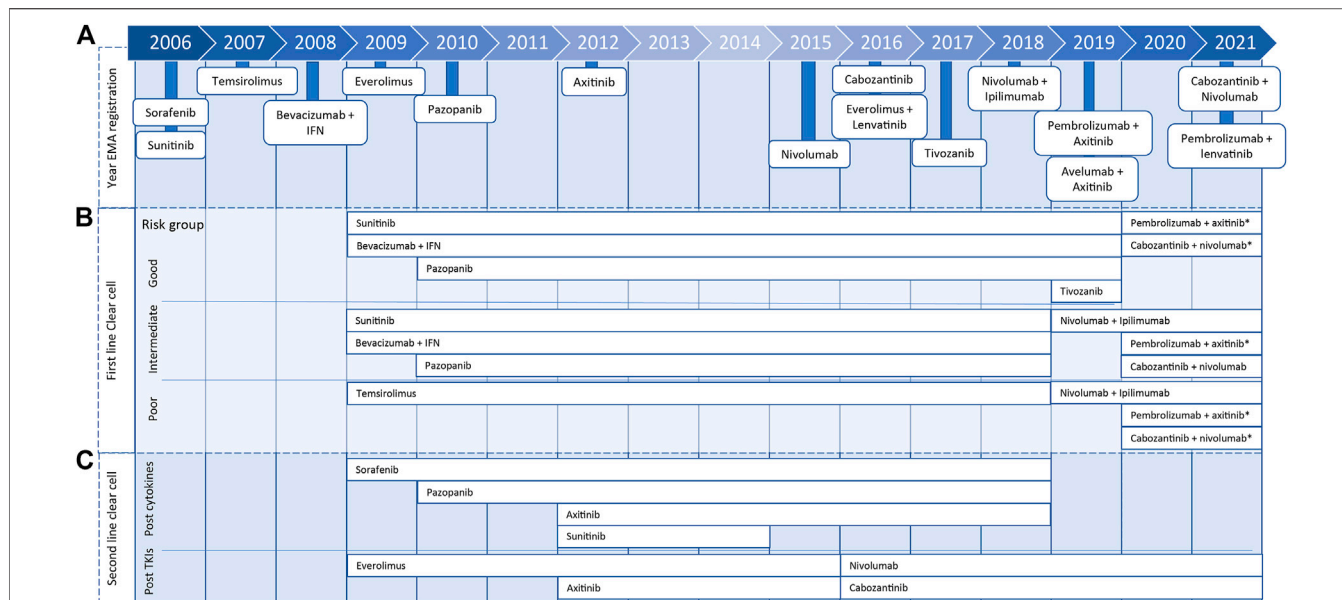 A
2006 2007 2008 2009 2010 2011 2012 2013 2014 2015 2016 2017 2018 2019 2020 2021
Year EMA registration
Sorafenib
Sunitinib
Temsirolimus
Bevacizumab +
IFN
Everolimus
Pazopanib
Axitinib
Nivolumab
Cabozantinib
Everolimus +
Lenvatinib
Tivozanib
Nivolumab +
Ipilimumab
Pembrolizumab +
Axitinib
Avelumab +
Axitinib
Cabozantinib +
Nivolumab
Pembrolizumab +
lenvatinib
B
First line Clear cell
Risk group
Good
Sunitinib
Pembrolizumab + axitinib*
Bevacizumab + IFN
Cabozantinib + nivolumab*
Pazopanib
Tivozanib
Intermediate
Sunitinib
Nivolumab + Ipilimumab
Bevacizumab + IFN
Pembrolizumab + axitinib*
Pazopanib
Cabozantinib + nivolumab
Poor
Temsirolimus
Nivolumab + Ipilimumab
Pembrolizumab + axitinib*
Cabozantinib + nivolumab*
C
Second line clear cell
Post cytokines
Sorafenib
Pazopanib
Axitinib
Sunitinib
Post TKIs
Everolimus
Nivolumab
Axitinib
Cabozantinib